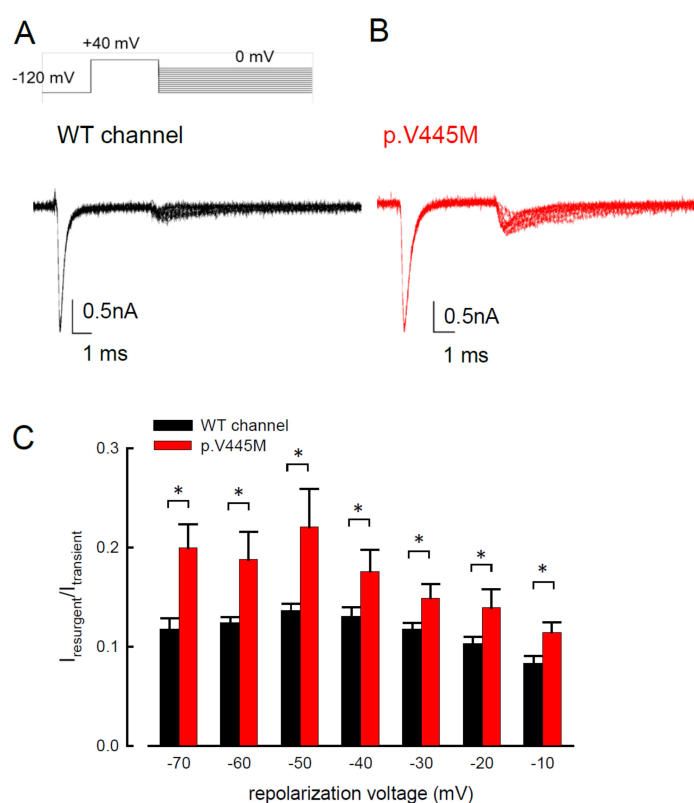 A
B
+40 mV
0 mV
-120 mV
WT channel
p.V445M
0.5nA
1 ms
0.5nA
1 ms
C
WT channel
p.V445M
0.3
0.2
0.1
0.0
Iresurgent/Itransient
* * * * * * *
-70 -60 -50 -40 -30 -20 -10
repolarization voltage (mV)